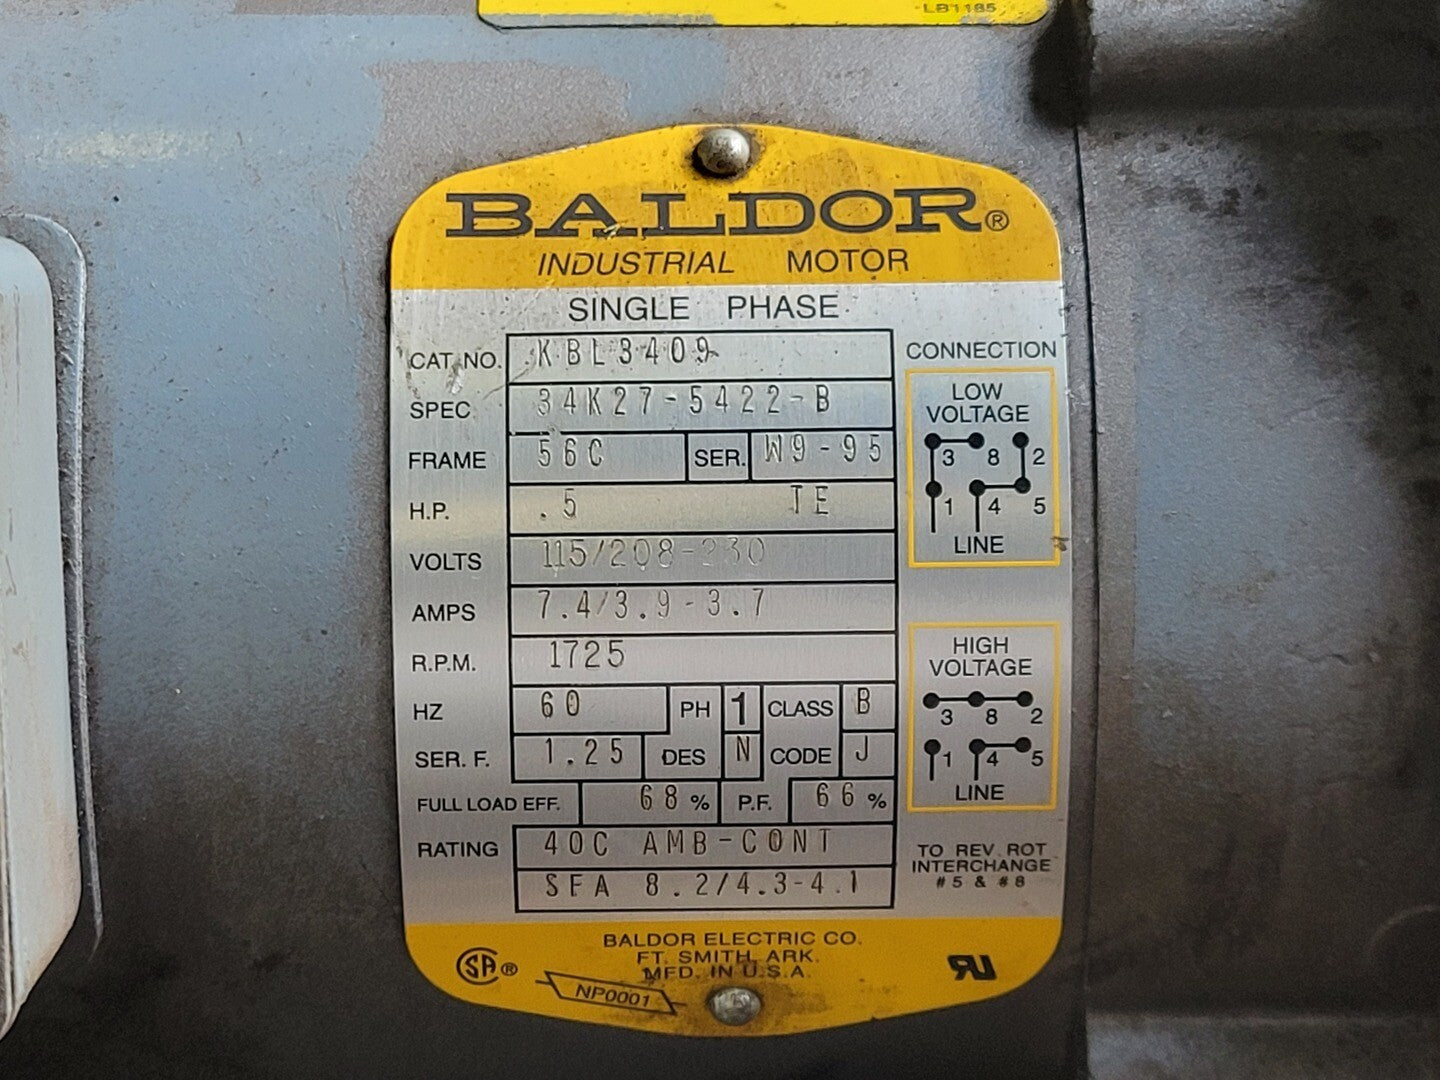 LB1185
BALDOR®
INDUSTRIAL MOTOR
SINGLE PHASE
CAT. NO. KBL3409
SPEC. 34K27-5422-B
FRAME 56C SER. W9-95
H.P. .5 TE
VOLTS 115/208-230
AMPS 7.4/3.9-3.7
R.P.M. 1725
HZ 60 PH 1 CLASS B
SER. F. 1.25 DES N CODE J
FULL LOAD EFF. 68% P.F. 66%
RATING 40C AMB-CONT
SFA 8.2/4.3-4.1
CONNECTION
LOW
VOLTAGE
3 8 2
1 4 5
LINE
HIGH
VOLTAGE
3 8 2
1 4 5
LINE
TO REV. ROT
INTERCHANGE
#5 & #8
BALDOR ELECTRIC CO.
FT. SMITH, ARK.
MFD. IN U.S.A.
SA®
NP0001
RU